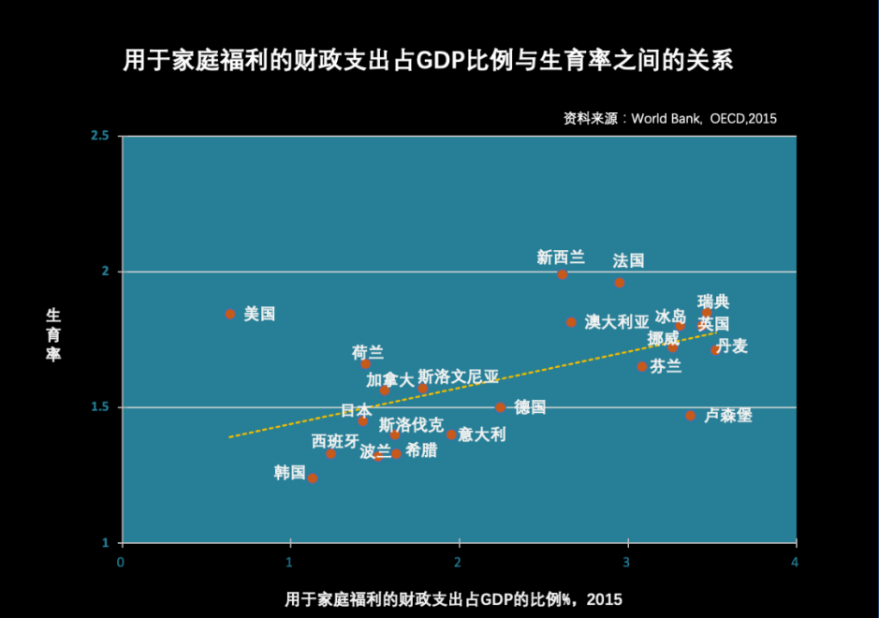 用于家庭福利的财政支出占GDP比例与生育率之间的关系
资料来源：World Bank, OECD,2015
2.5
新西兰
法国
2
瑞典
美国
澳大利亚
冰岛
英国
生育率
挪威
丹麦
荷兰
芬兰
加拿大
斯洛文尼亚
1.5
日本
德国
卢森堡
斯洛伐克
意大利
西班牙
波兰
希腊
韩国
1
0
1
2
3
4
用于家庭福利的财政支出占GDP的比例%，2015